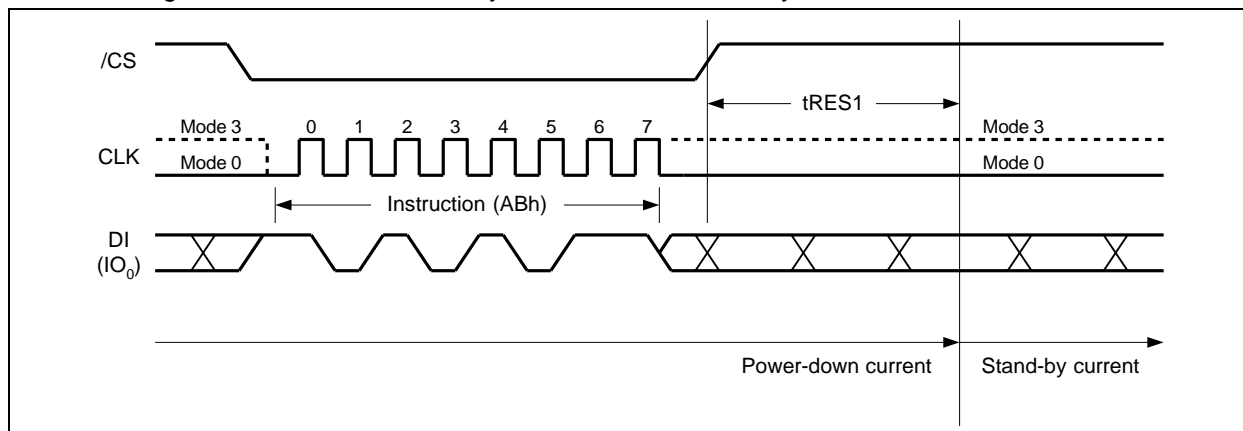 /CS
tRES1
Mode 3 0 1 2 3 4 5 6 7 Mode 3
CLK
Mode 0 Mode 0
Instruction (ABh)
DI
(IO0)
Power-down current Stand-by current